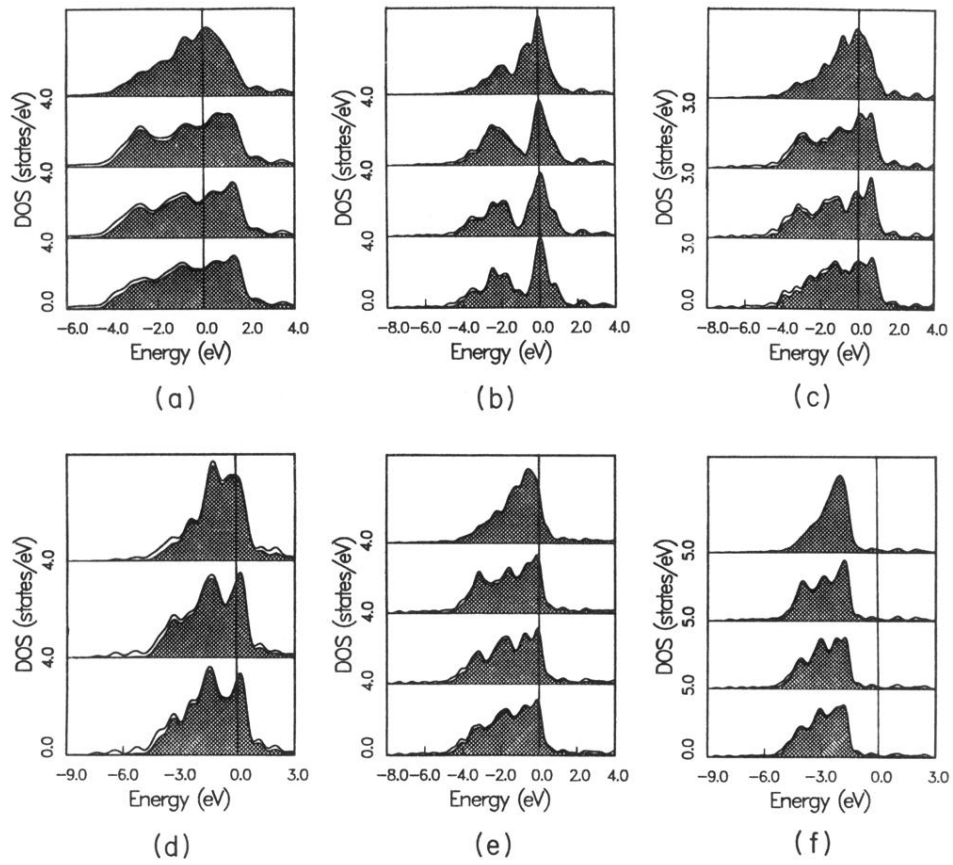 DOS (states/eV)
4.0
4.0
4.0
0.0
-6.0 -4.0 -2.0 0.0 2.0 4.0
Energy (eV)
(a)
DOS (states/eV)
4.0
4.0
4.0
0.0
-8.0 -6.0 -4.0 -2.0 0.0 2.0 4.0
Energy (eV)
(b)
DOS (states/eV)
3.0
3.0
3.0
0.0
-8.0 -6.0 -4.0 -2.0 0.0 2.0 4.0
Energy (eV)
(c)
DOS (states/eV)
4.0
4.0
0.0
-9.0 -6.0 -3.0 0.0 3.0
Energy (eV)
(d)
DOS (states/eV)
4.0
4.0
4.0
0.0
-8.0 -6.0 -4.0 -2.0 0.0 2.0 4.0
Energy (eV)
(e)
DOS (states/eV)
5.0
5.0
5.0
0.0
-9.0 -6.0 -3.0 0.0 3.0
Energy (eV)
(f)